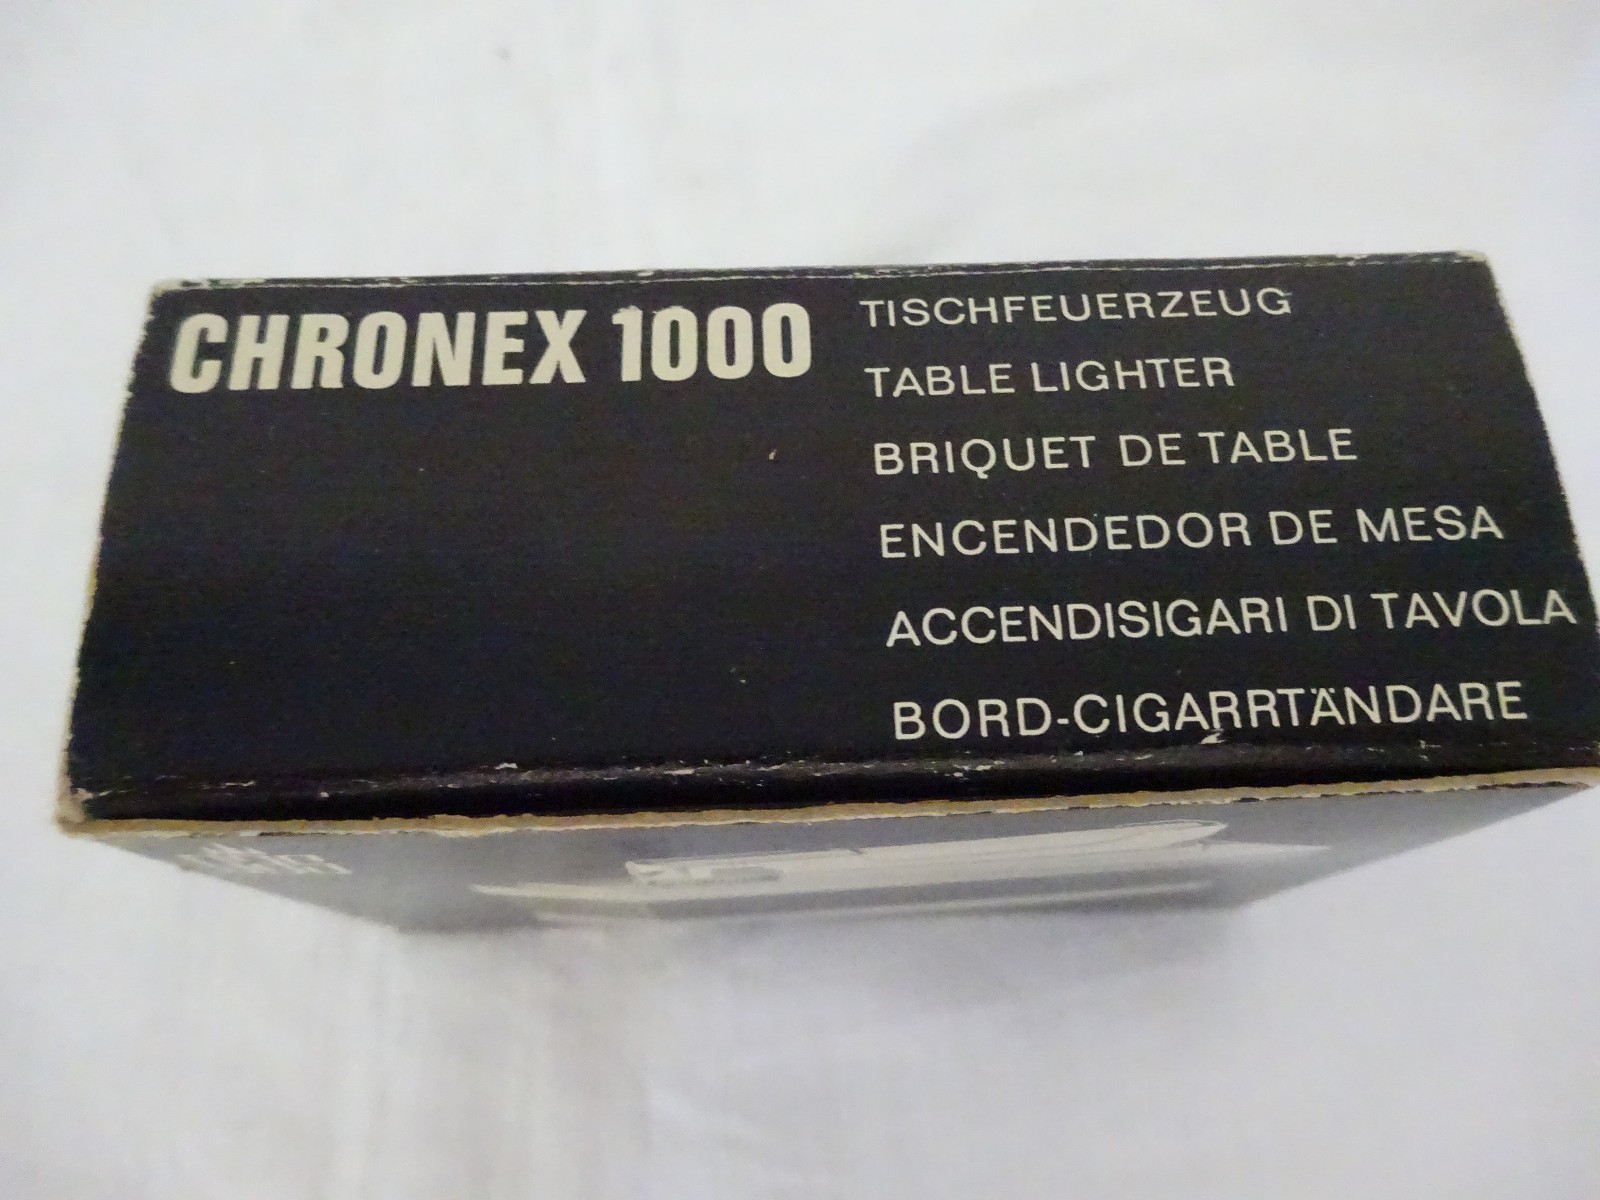 CHRONEX 1000
TISCHFEUERZEUG
TABLE LIGHTER
BRIQUET DE TABLE
ENCENDEDOR DE MESA
ACCENDISIGARI DI TAVOLA
BORD-CIGARRTÄNDARE